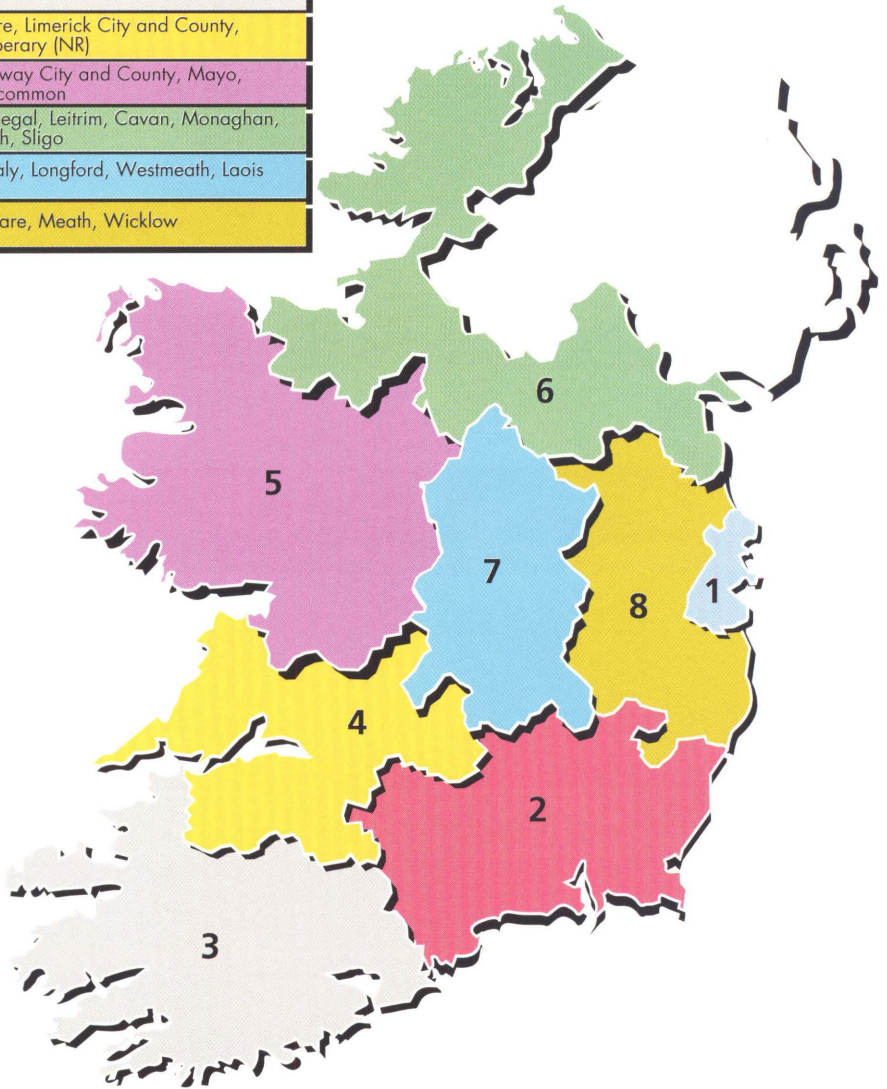 re, Limerick City and County,
perary (NR)
way City and County, Mayo,
common
egal, Leitrim, Cavan, Monaghan,
th, Sligo
aly, Longford, Westmeath, Laois
are, Meath, Wicklow
6
5
7
1
8
4
2
3